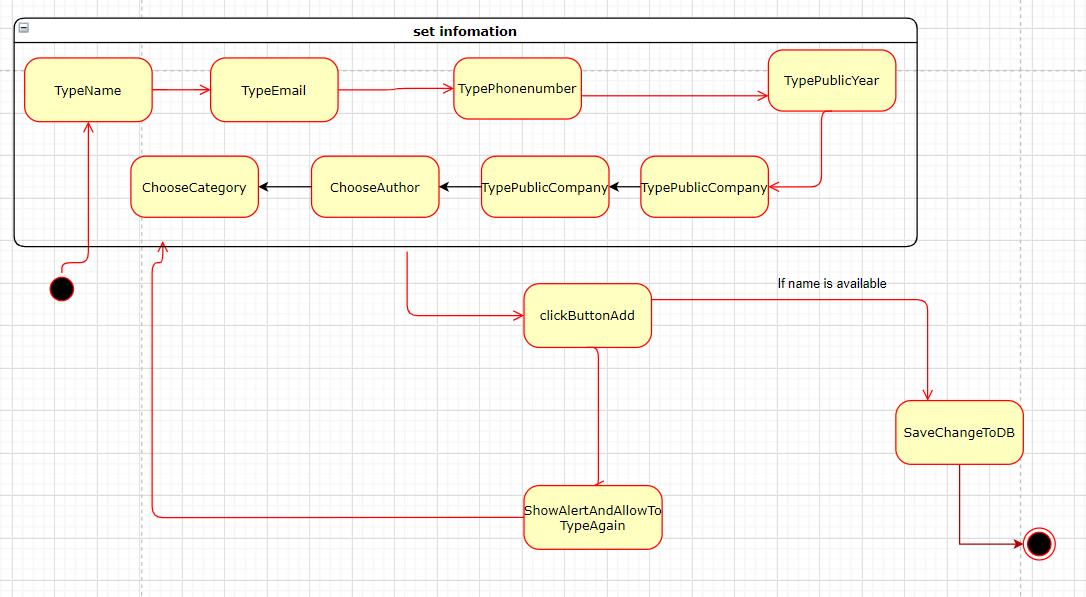 set infomation
TypeName
TypeEmail
TypePhonenumber
TypePublicYear
ChooseCategory
ChooseAuthor
TypePublicCompany
TypePublicCompany
If name is available
clickButtonAdd
SaveChangeToDB
ShowAlertAndAllowTo
TypeAgain